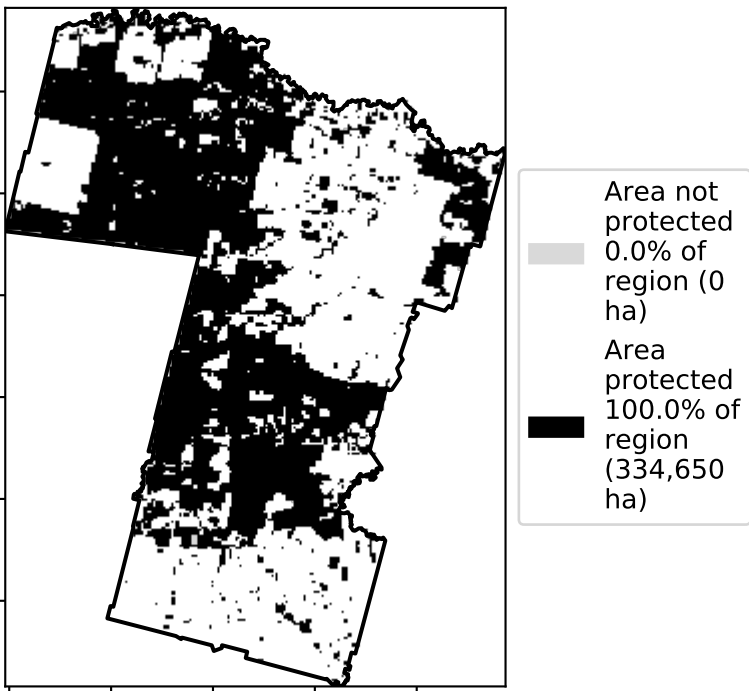 Area not
protected
0.0% of
region (0
ha)
Area
protected
100.0% of
region
(334,650
ha)